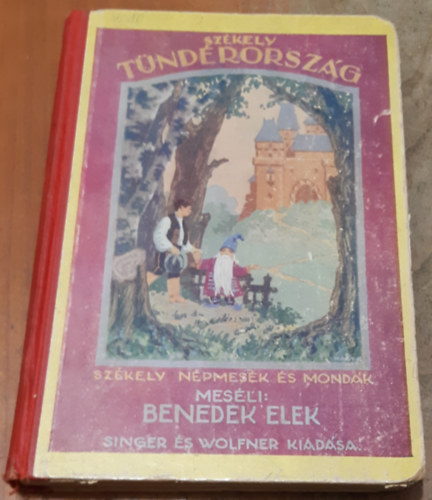 SZÉKELY
TÜNDÉRORSZÁG
SZÉKELY NÉPMESÉK ÉS MONDÁK
MESÉLI:
BENEDEK ELEK
SINGER ÉS WOLFNER KIADÁSA.